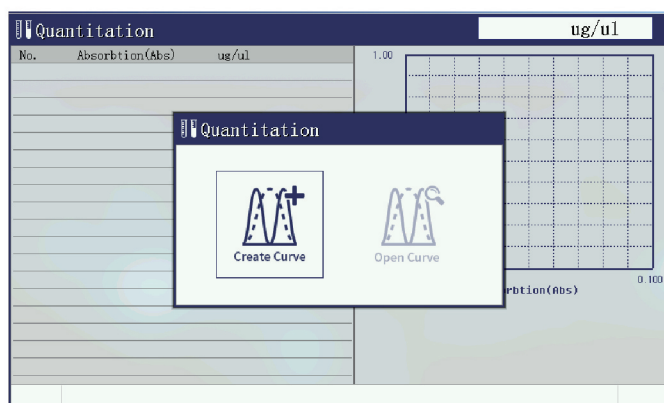 Quantitation
ug/ul
No. Absorbtion(Abs) ug/ul
1.00
Quantitation
Create Curve
Open Curve
0.100
rbtion(Abs)